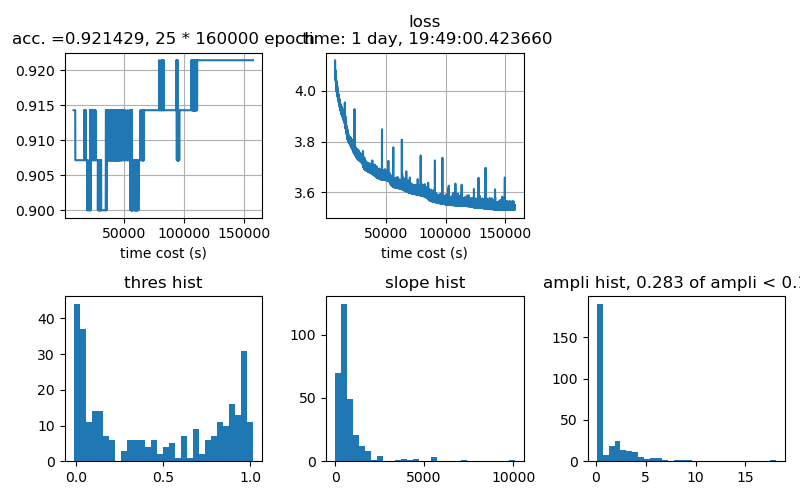 loss
acc. =0.921429, 25 * 160000 epoch
time: 1 day, 19:49:00.423660
0.920
0.915
0.910
0.905
0.900
50000 100000 150000
time cost (s)
4.0
3.8
3.6
50000 100000 150000
time cost (s)
thres hist
40
30
20
10
0
0.0 0.5 1.0
slope hist
100
50
0
0 5000 10000
ampli hist, 0.283 of ampli <
150
100
50
0
0 5 10 15